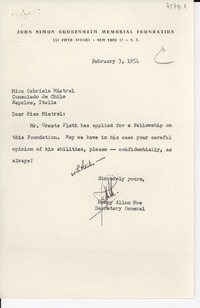 JOHN SIMON GUGGENHEIM MEMORIAL FOUNDATION
551 FIFTH AVENUE · NEW YORK 17 · N. Y.
February 3, 1954
Miss Gabriela Mistral
Consulado de Chile
Napoles, Italia
Dear Miss Mistral:
Mr. Oreste Plath has applied for a Fellowship on
this Foundation. May we have in his case your careful
opinion of his abilities, please -- confidentially, as
always?
Sincerely yours,
Henry Allen Moe
Secretary General